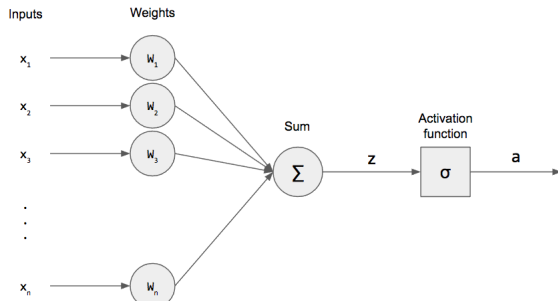 Inputs
Weights
x1
W1
x2
W2
x3
W3
Sum
Σ
z
Activation
function
σ
a
.
.
.
xn
Wn